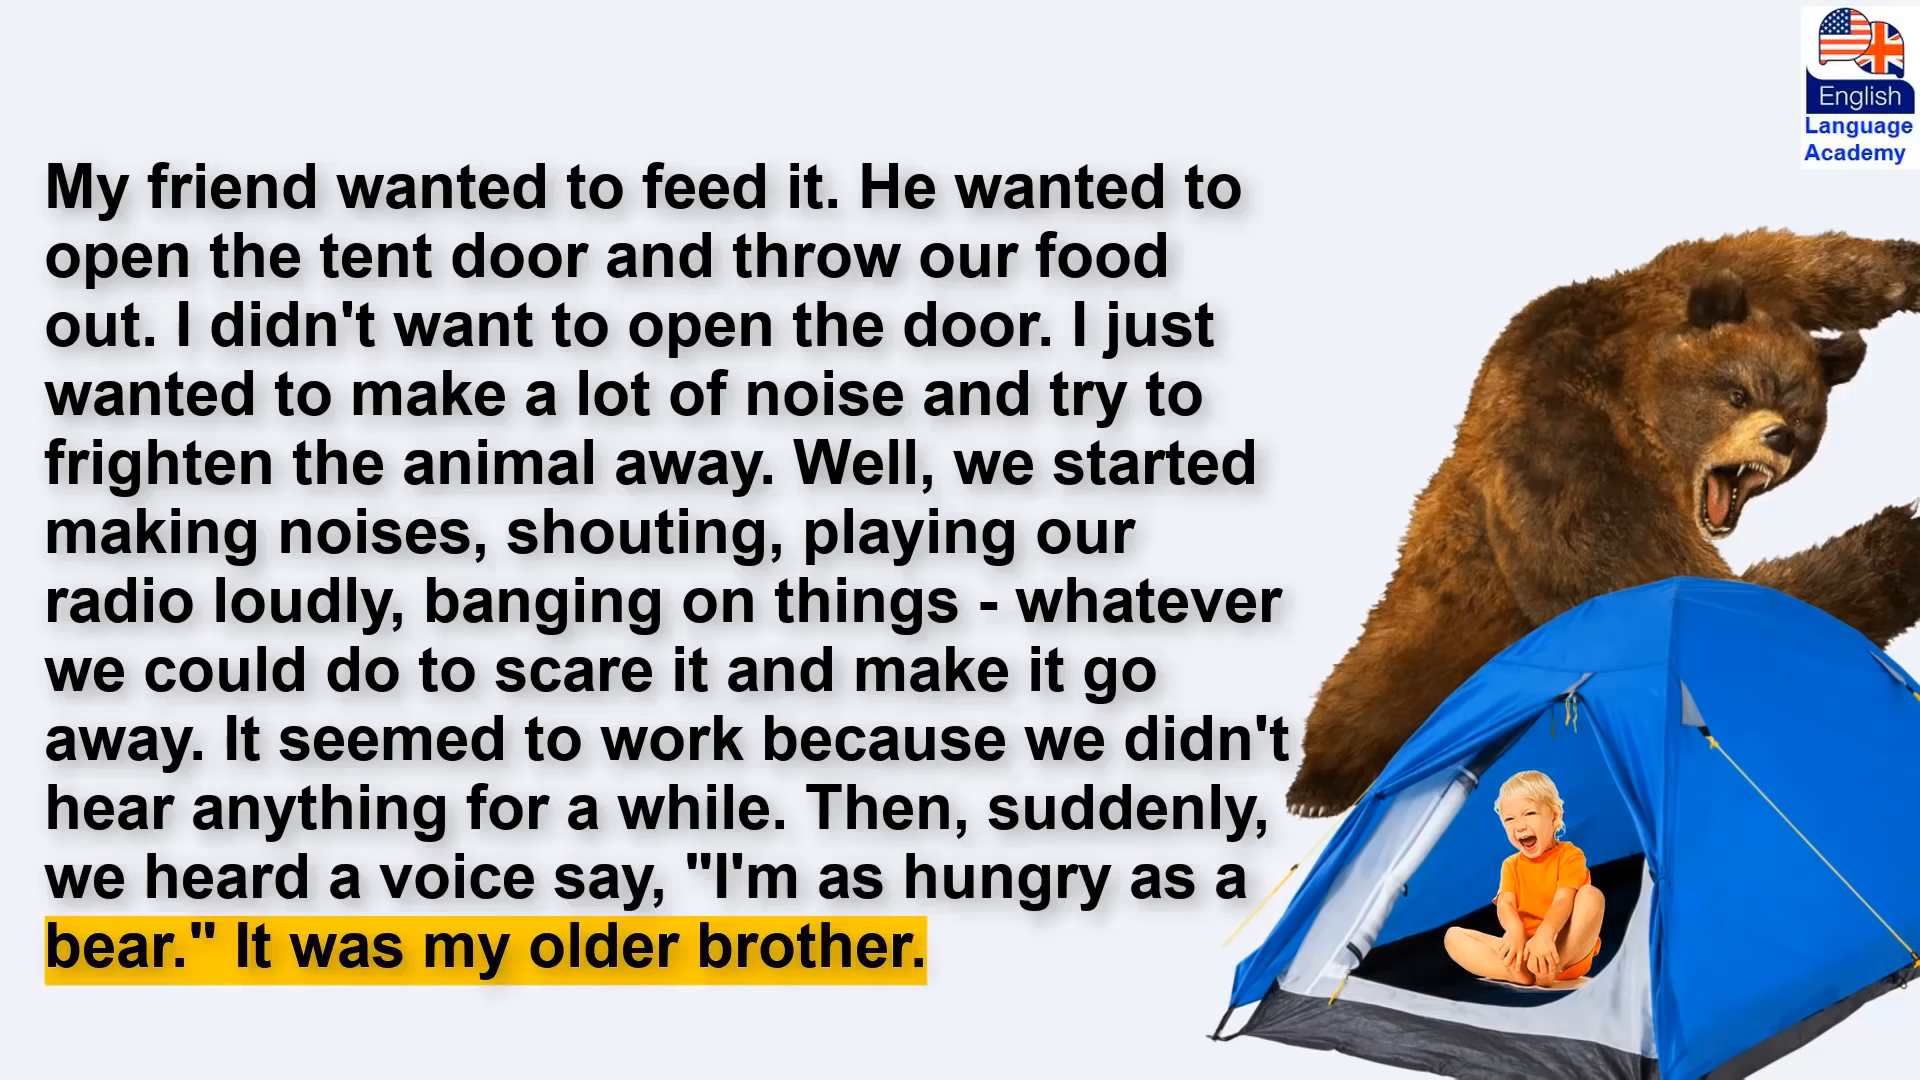 English
Language
Academy
My friend wanted to feed it. He wanted to
open the tent door and throw our food
out. I didn't want to open the door. I just
wanted to make a lot of noise and try to
frighten the animal away. Well, we started
making noises, shouting, playing our
radio loudly, banging on things - whatever
we could do to scare it and make it go
away. It seemed to work because we didn't
hear anything for a while. Then, suddenly,
we heard a voice say, "I'm as hungry as a
bear." It was my older brother.